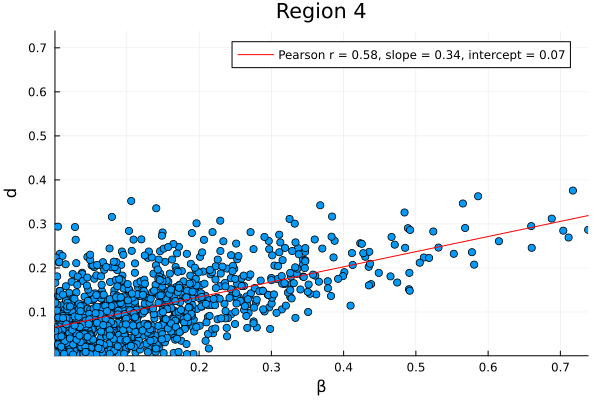 Region 4
Pearson r = 0.58, slope = 0.34, intercept = 0.07
0.7
0.6
0.5
0.4
0.3
0.2
0.1
d
0.1 0.2 0.3 0.4 0.5 0.6 0.7
β